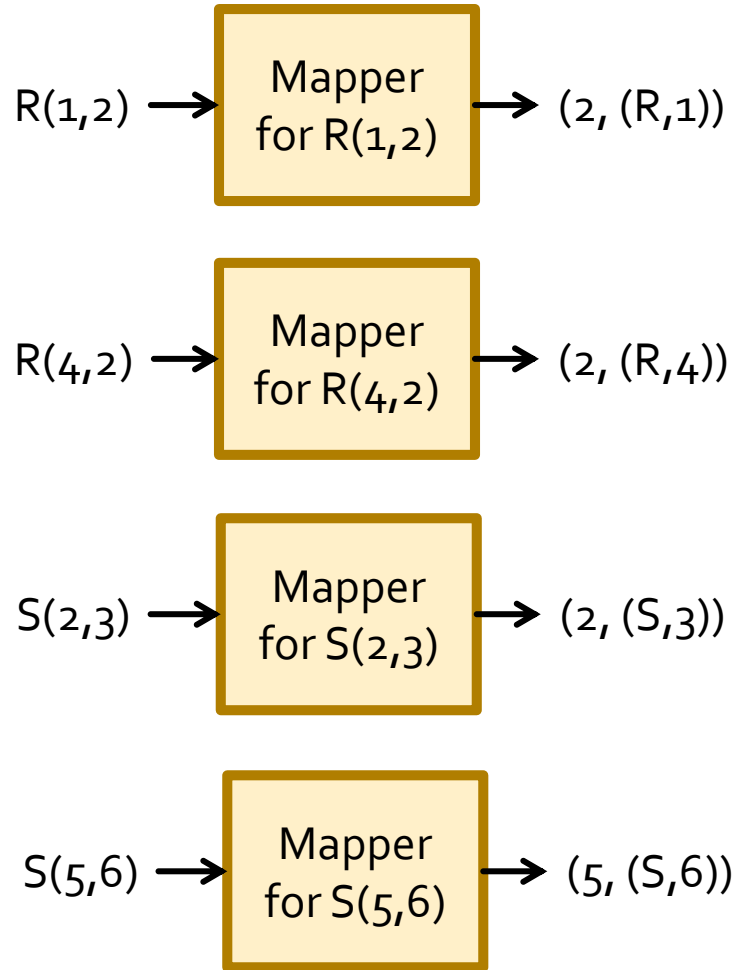 R(1,2)
Mapper
for R(1,2)
(2, (R,1))
R(4,2)
Mapper
for R(4,2)
(2, (R,4))
S(2,3)
Mapper
for S(2,3)
(2, (S,3))
S(5,6)
Mapper
for S(5,6)
(5, (S,6))